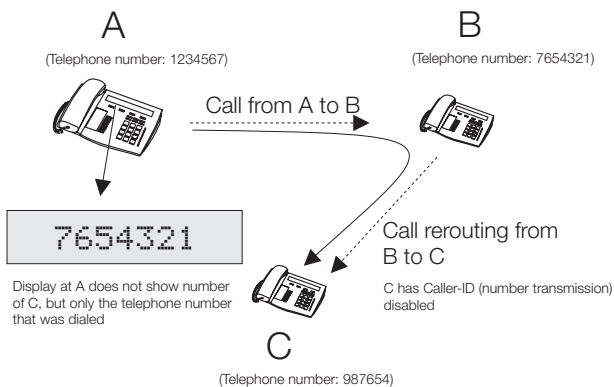 A
(Telephone number: 1234567)
B
(Telephone number: 7654321)
Call from A to B
7654321
Call rerouting from
B to C
Display at A does not show number
of C, but only the telephone number
that was dialed
C has Caller-ID (number transmission)
disabled
C
(Telephone number: 987654)